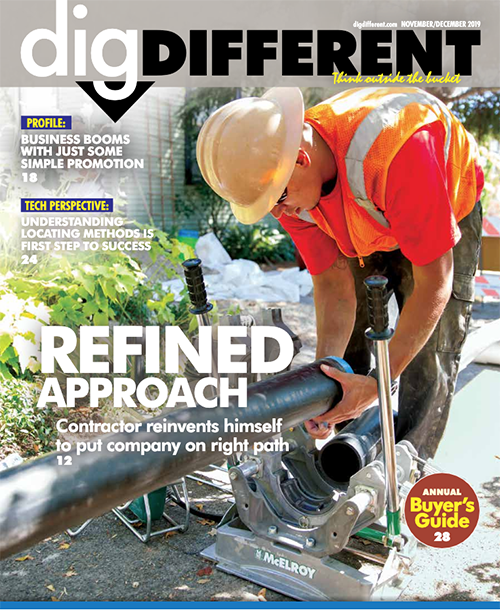 digdifferent.com NOVEMBER/DECEMBER 2019
digDIFFERENT
Think outside the bucket
PROFILE:
BUSINESS BOOMS
WITH JUST SOME
SIMPLE PROMOTION
18
TECH PERSPECTIVE:
UNDERSTANDING
LOCATING METHODS IS
FIRST STEP TO SUCCESS
24
REFINED
APPROACH
Contractor reinvents himself
to put company on right path
12
ANNUAL
Buyer's
Guide
28
McELROY